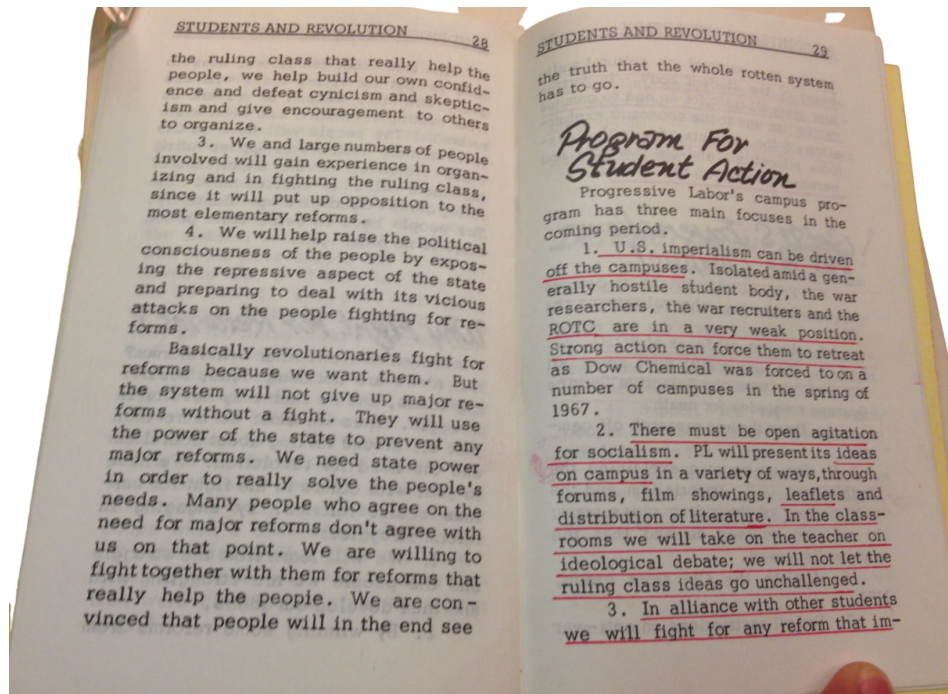 STUDENTS AND REVOLUTION 28
the ruling class that really help the
people, we help build our own confid-
ence and defeat cynicism and skeptic-
ism and give encouragement to others
to organize.
3. We and large numbers of people
involved will gain experience in organ-
izing and in fighting the ruling class,
since it will put up opposition to the
most elementary reforms.
4. We will help raise the political
consciousness of the people by expos-
ing the repressive aspect of the state
and preparing to deal with its vicious
attacks on the people fighting for re-
forms.
Basically revolutionaries fight for
reforms because we want them. But
the system will not give up major re-
forms without a fight. They will use
the power of the state to prevent any
major reforms. We need state power
in order to really solve the people's
needs. Many people who agree on the
need for major reforms don't agree with
us on that point. We are willing to
fight together with them for reforms that
really help the people. We are con-
vinced that people will in the end see
STUDENTS AND REVOLUTION 29
the truth that the whole rotten system
has to go.
Program For
Student Action
Progressive Labor's campus pro-
gram has three main focuses in the
coming period.
1. U.S. imperialism can be driven
off the campuses. Isolated amid a gen-
erally hostile student body, the war
researchers, the war recruiters and the
ROTC are in a very weak position.
Strong action can force them to retreat
as Dow Chemical was forced to on a
number of campuses in the spring of
1967.
2. There must be open agitation
for socialism. PL will present its ideas
on campus in a variety of ways, through
forums, film showings, leaflets and
distribution of literature. In the class-
rooms we will take on the teacher on
ideological debate; we will not let the
ruling class ideas go unchallenged.
3. In alliance with other students
we will fight for any reform that im-